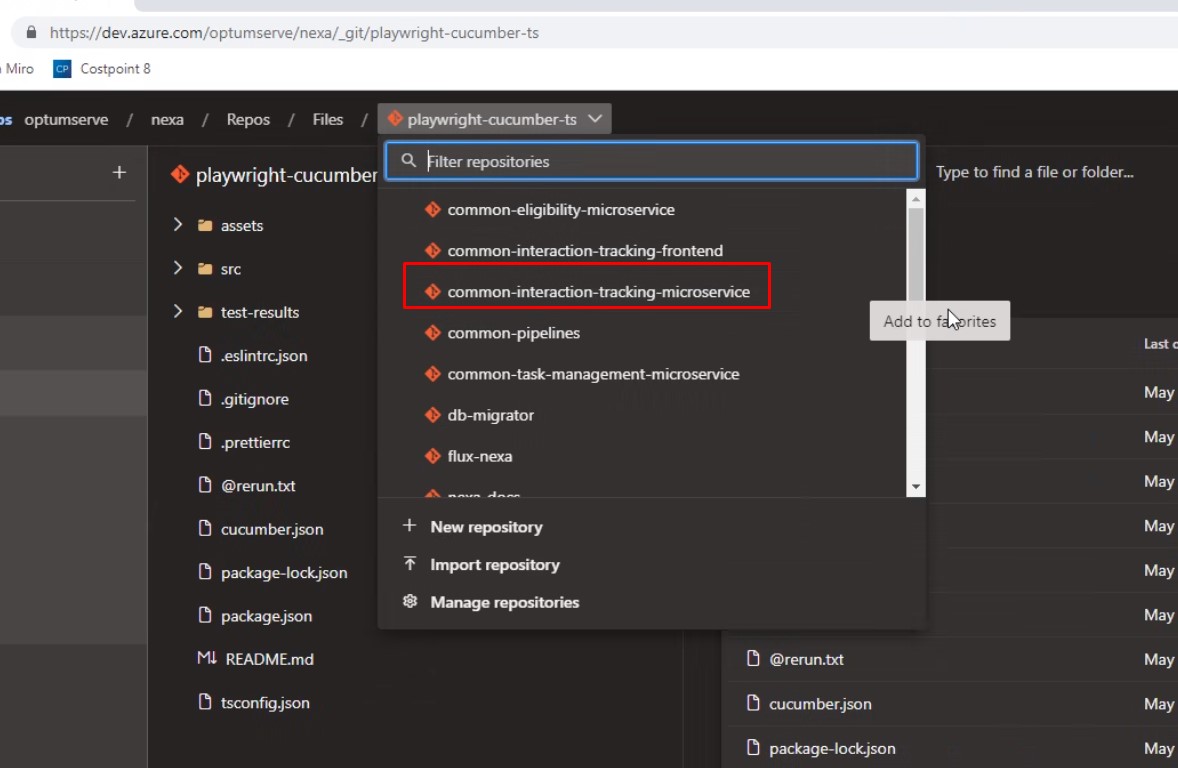 https://dev.azure.com/optumserve/nexa/_git/playwright-cucumber-ts
Miro CP Costpoint 8
optumserve / nexa / Repos / Files / playwright-cucumber-ts
Filter repositories
common-eligibility-microservice
common-interaction-tracking-frontend
common-interaction-tracking-microservice
common-pipelines
common-task-management-microservice
db-migrator
flux-nexa
New repository
Import repository
Manage repositories
+
playwright-cucumber
assets
src
test-results
.eslintrc.json
.gitignore
.prettierrc
@rerun.txt
cucumber.json
package-lock.json
package.json
README.md
tsconfig.json
Type to find a file or folder...
Add to favorites
Last
May
May
May
May
May
May
@rerun.txt May
cucumber.json May
package-lock.json May